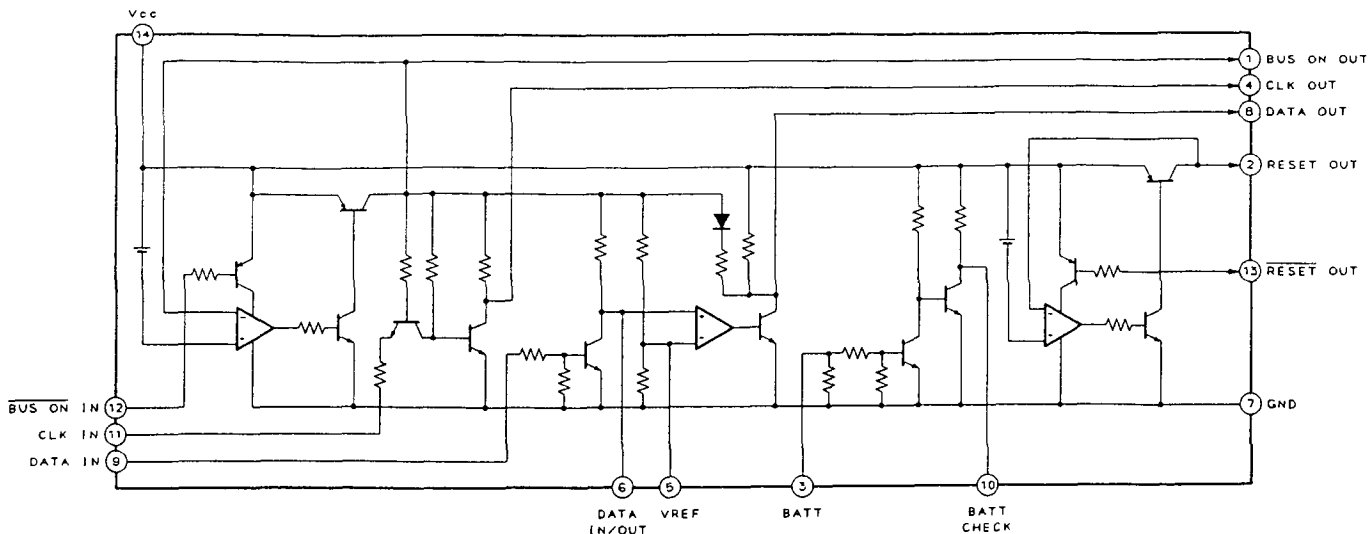 Vcc
14
1 BUS ON OUT
4 CLK OUT
8 DATA OUT
2 RESET OUT
13 RESET OUT
BUS ON IN 12
7 GND
CLK IN 11
DATA IN 9
6
5
3
10
DATA
IN/OUT
VREF
BATT
BATT
CHECK